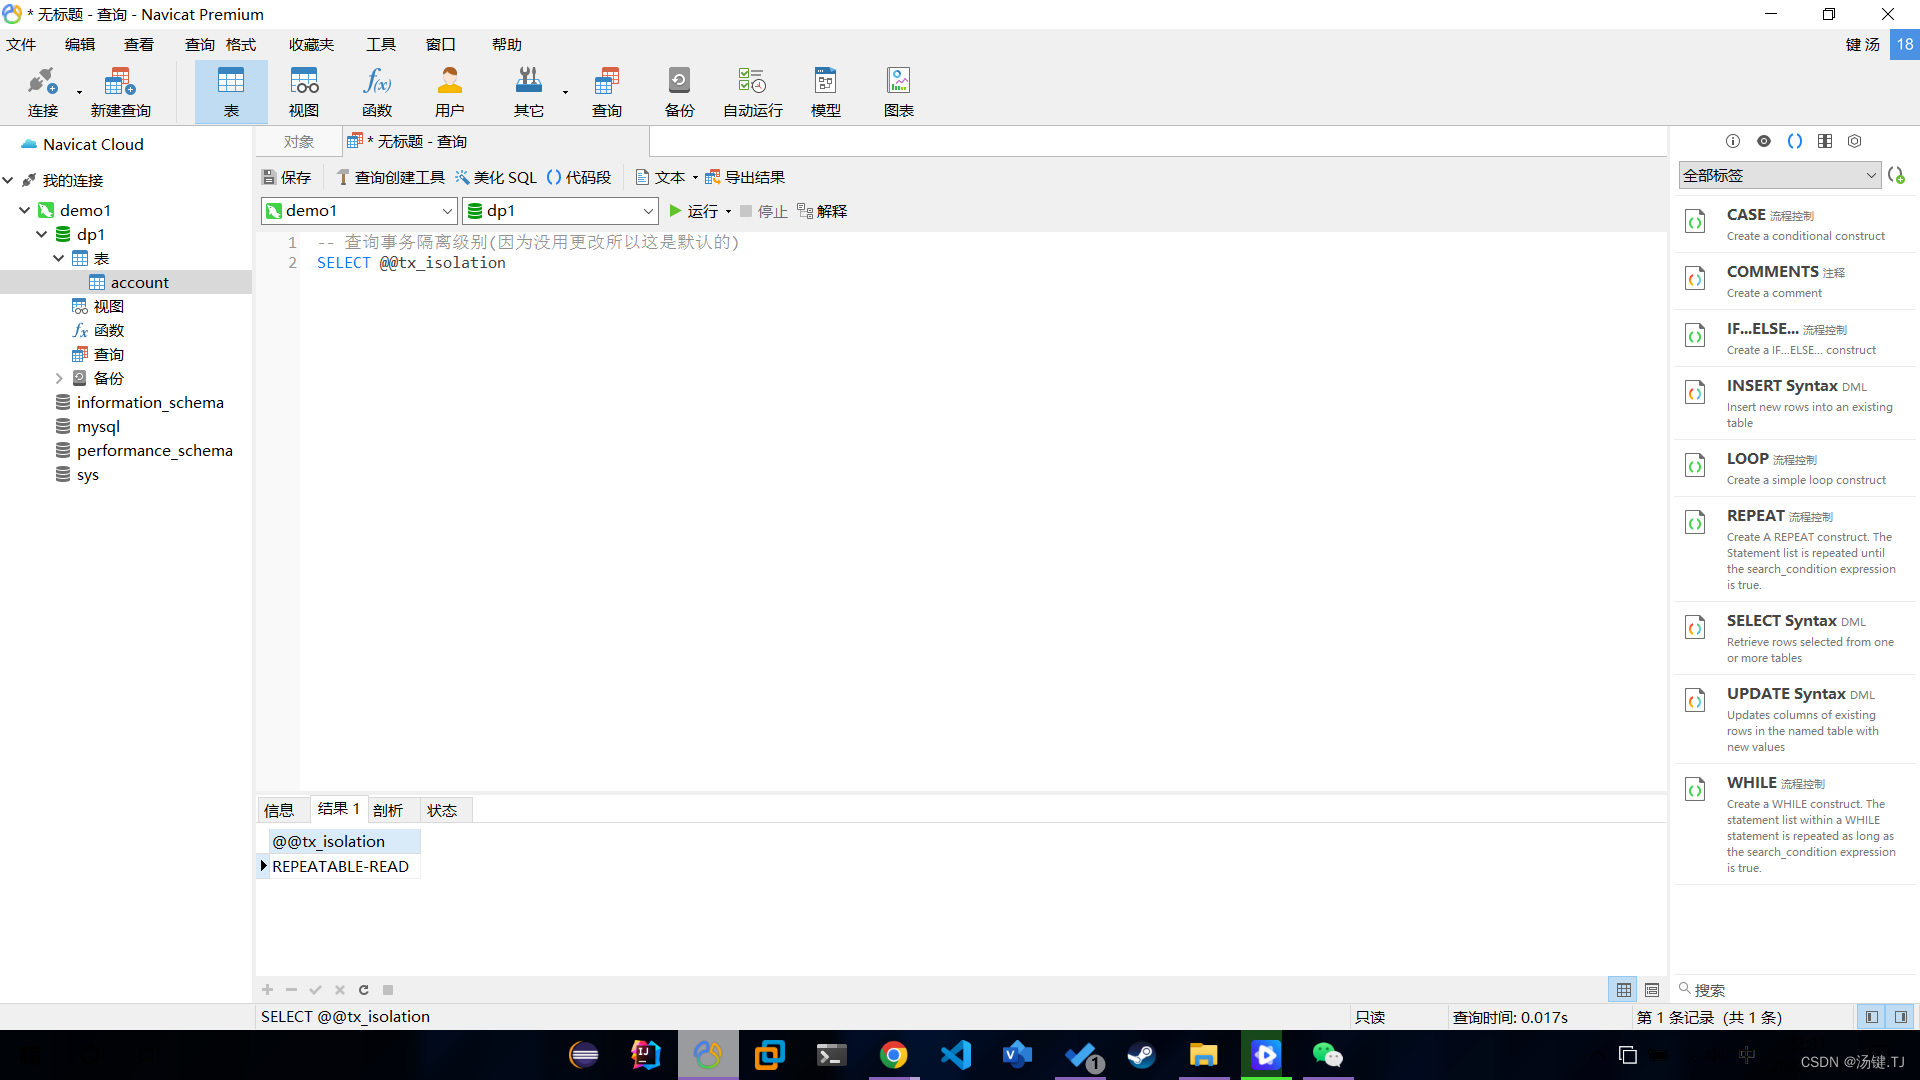 * 无标题 - 查询 - Navicat Premium
文件 编辑 查看 查询 格式 收藏夹 工具 窗口 帮助 键 汤 18
连接 新建查询 表 视图 函数 用户 其它 查询 备份 自动运行 模型 图表
Navicat Cloud
我的连接
demo1
dp1
表
account
视图
函数
查询
备份
information_schema
mysql
performance_schema
sys
对象 * 无标题 - 查询
保存 查询创建工具 美化 SQL 代码段 文本 导出结果
demo1 dp1 运行 停止 解释
1 -- 查询事务隔离级别(因为没用更改所以这是默认的)
2 SELECT @@tx_isolation
信息 结果 1 剖析 状态
@@tx_isolation
REPEATABLE-READ
SELECT @@tx_isolation 只读 查询时间: 0.017s 第 1 条记录 (共 1 条)
全部标签
CASE 流程控制
Create a conditional construct
COMMENTS 注释
Create a comment
IF...ELSE... 流程控制
Create a IF...ELSE... construct
INSERT Syntax DML
Insert new rows into an existing
table
LOOP 流程控制
Create a simple loop construct
REPEAT 流程控制
Create A REPEAT construct. The
Statement list is repeated until
the search_condition expression
is true.
SELECT Syntax DML
Retrieve rows selected from one
or more tables
UPDATE Syntax DML
Updates columns of existing
rows in the named table with
new values
WHILE 流程控制
Create a WHILE construct. The
statement list within a WHILE
statement is repeated as long as
the search_condition expression
is true.
搜索
1
中
CSDN @汤键.TJ